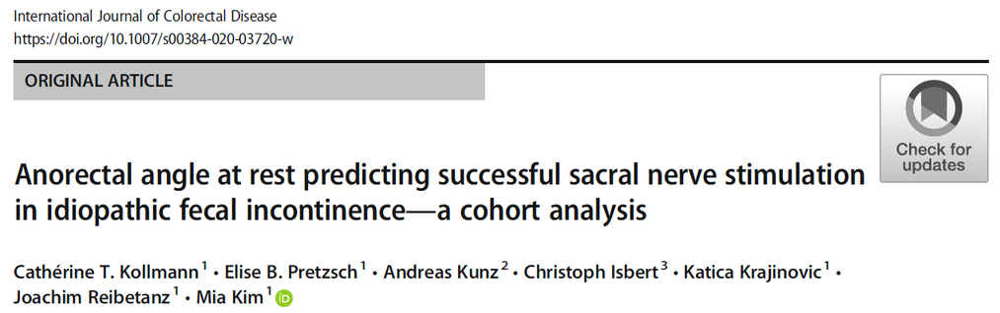 International Journal of Colorectal Disease
https://doi.org/10.1007/s00384-020-03720-w
ORIGINAL ARTICLE
Check for
updates
Anorectal angle at rest predicting successful sacral nerve stimulation
in idiopathic fecal incontinence—a cohort analysis
Cathérine T. Kollmann1 • Elise B. Pretzsch1 • Andreas Kunz2 • Christoph Isbert3 • Katica Krajinovic1 •
Joachim Reibetanz1 • Mia Kim1 iD